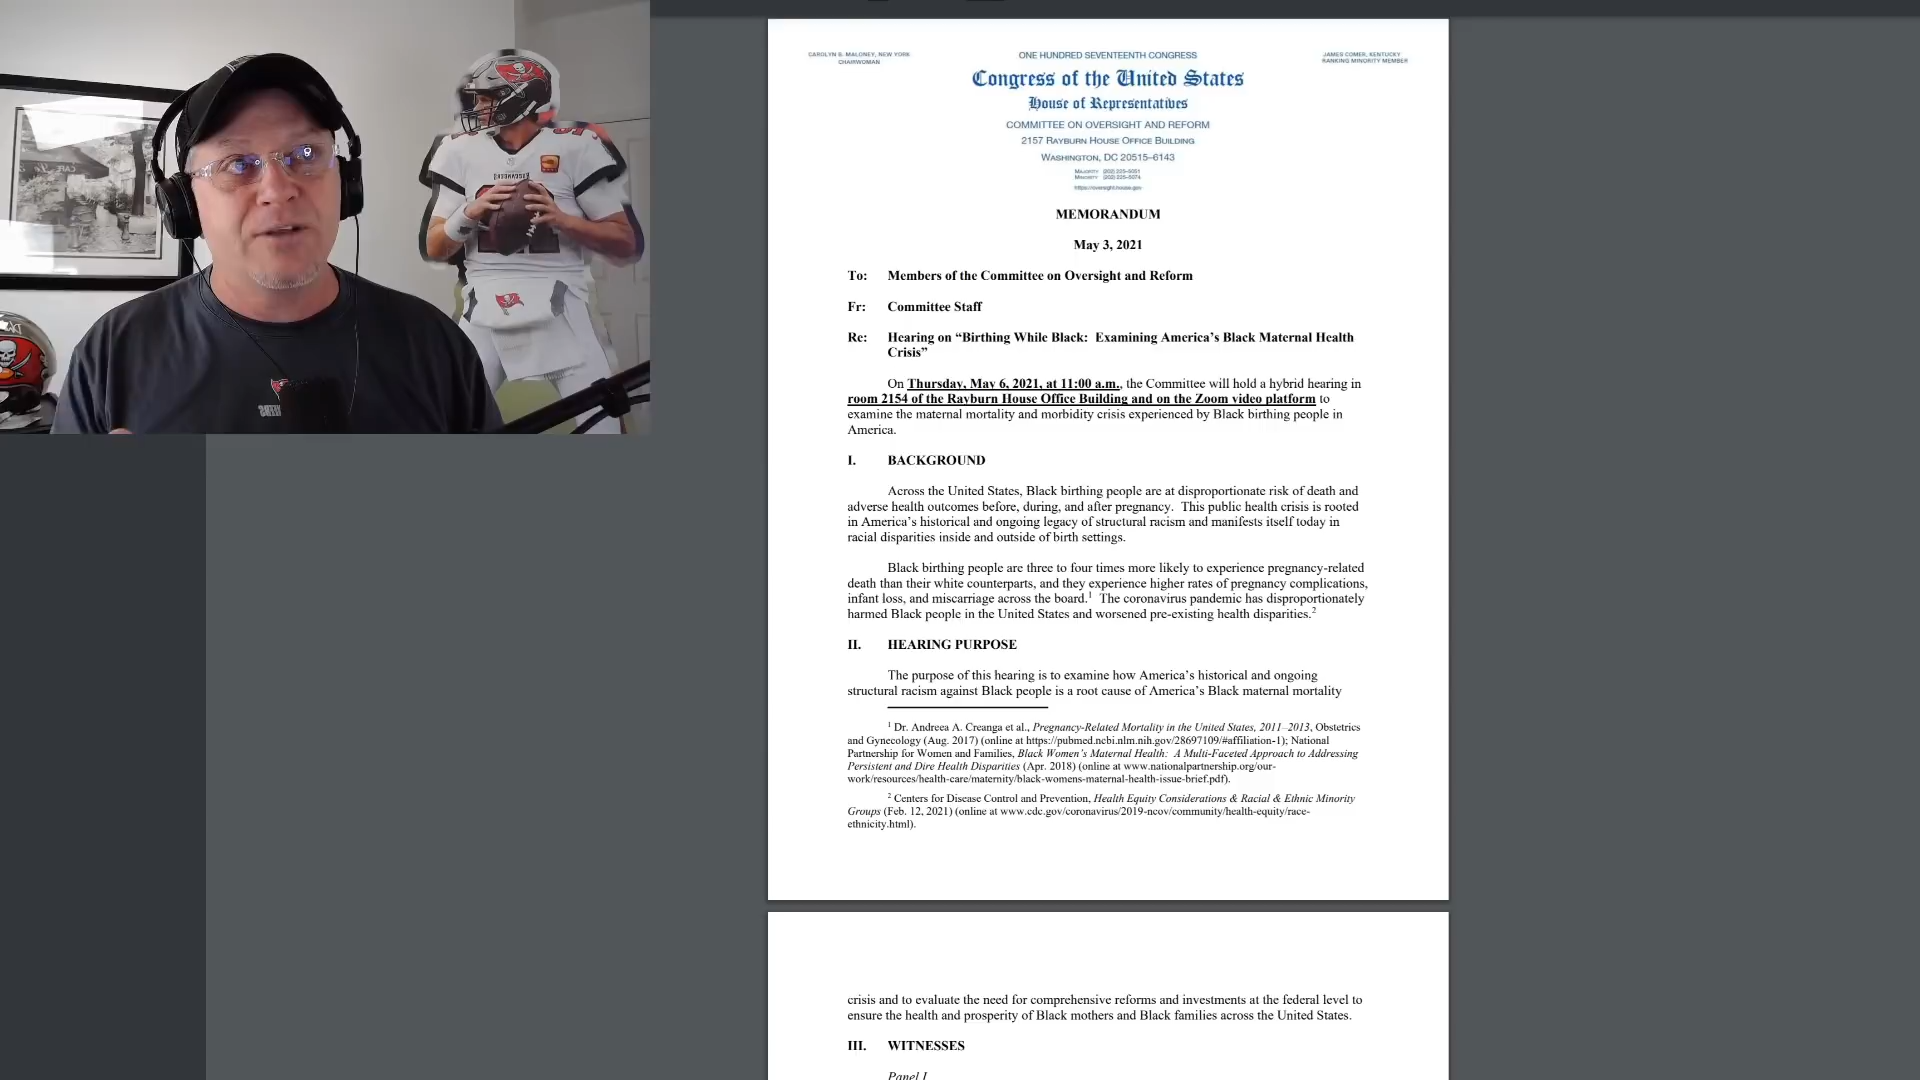 CAROLYN B. MALONEY, NEW YORK
CHAIRWOMAN
ONE HUNDRED SEVENTEENTH CONGRESS
JAMES COMER, KENTUCKY
RANKING MINORITY MEMBER
Congress of the United States
House of Representatives
COMMITTEE ON OVERSIGHT AND REFORM
2157 RAYBURN HOUSE OFFICE BUILDING
WASHINGTON, DC 20515–6143
MAJORITY (202) 225–5051
MINORITY (202) 225–5074
https://oversight.house.gov
MEMORANDUM
May 3, 2021
To: Members of the Committee on Oversight and Reform
Fr: Committee Staff
Re: Hearing on “Birthing While Black: Examining America’s Black Maternal Health
Crisis”
On Thursday, May 6, 2021, at 11:00 a.m., the Committee will hold a hybrid hearing in
room 2154 of the Rayburn House Office Building and on the Zoom video platform to
examine the maternal mortality and morbidity crisis experienced by Black birthing people in
America.
I. BACKGROUND
Across the United States, Black birthing people are at disproportionate risk of death and
adverse health outcomes before, during, and after pregnancy. This public health crisis is rooted
in America’s historical and ongoing legacy of structural racism and manifests itself today in
racial disparities inside and outside of birth settings.
Black birthing people are three to four times more likely to experience pregnancy-related
death than their white counterparts, and they experience higher rates of pregnancy complications,
infant loss, and miscarriage across the board.1 The coronavirus pandemic has disproportionately
harmed Black people in the United States and worsened pre-existing health disparities.2
II. HEARING PURPOSE
The purpose of this hearing is to examine how America’s historical and ongoing
structural racism against Black people is a root cause of America’s Black maternal mortality
1 Dr. Andreea A. Creanga et al., Pregnancy-Related Mortality in the United States, 2011–2013, Obstetrics
and Gynecology (Aug. 2017) (online at https://pubmed.ncbi.nlm.nih.gov/28697109/#affiliation-1); National
Partnership for Women and Families, Black Women’s Maternal Health: A Multi-Faceted Approach to Addressing
Persistent and Dire Health Disparities (Apr. 2018) (online at www.nationalpartnership.org/our-
work/resources/health-care/maternity/black-womens-maternal-health-issue-brief.pdf).
2 Centers for Disease Control and Prevention, Health Equity Considerations & Racial & Ethnic Minority
Groups (Feb. 12, 2021) (online at www.cdc.gov/coronavirus/2019-ncov/community/health-equity/race-
ethnicity.html).
crisis and to evaluate the need for comprehensive reforms and investments at the federal level to
ensure the health and prosperity of Black mothers and Black families across the United States.
III. WITNESSES
Panel I